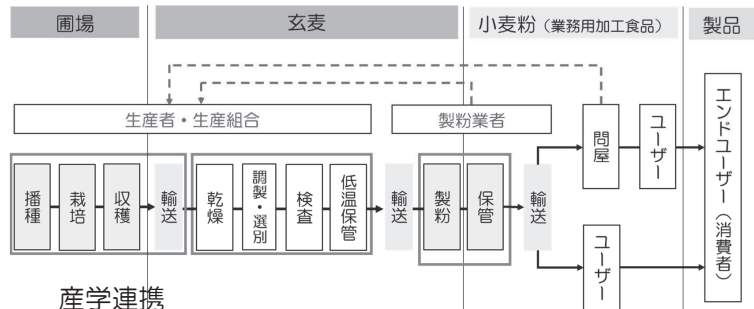 圃場
玄麦
小麦粉（業務用加工食品）
製品
生産者・生産組合
製粉業者
播種
栽培
収穫
輸送
乾燥
調製・選別
検査
低温保管
輸送
製粉
保管
輸送
問屋
ユーザー
ユーザー
エンドユーザー（消費者）
産学連携